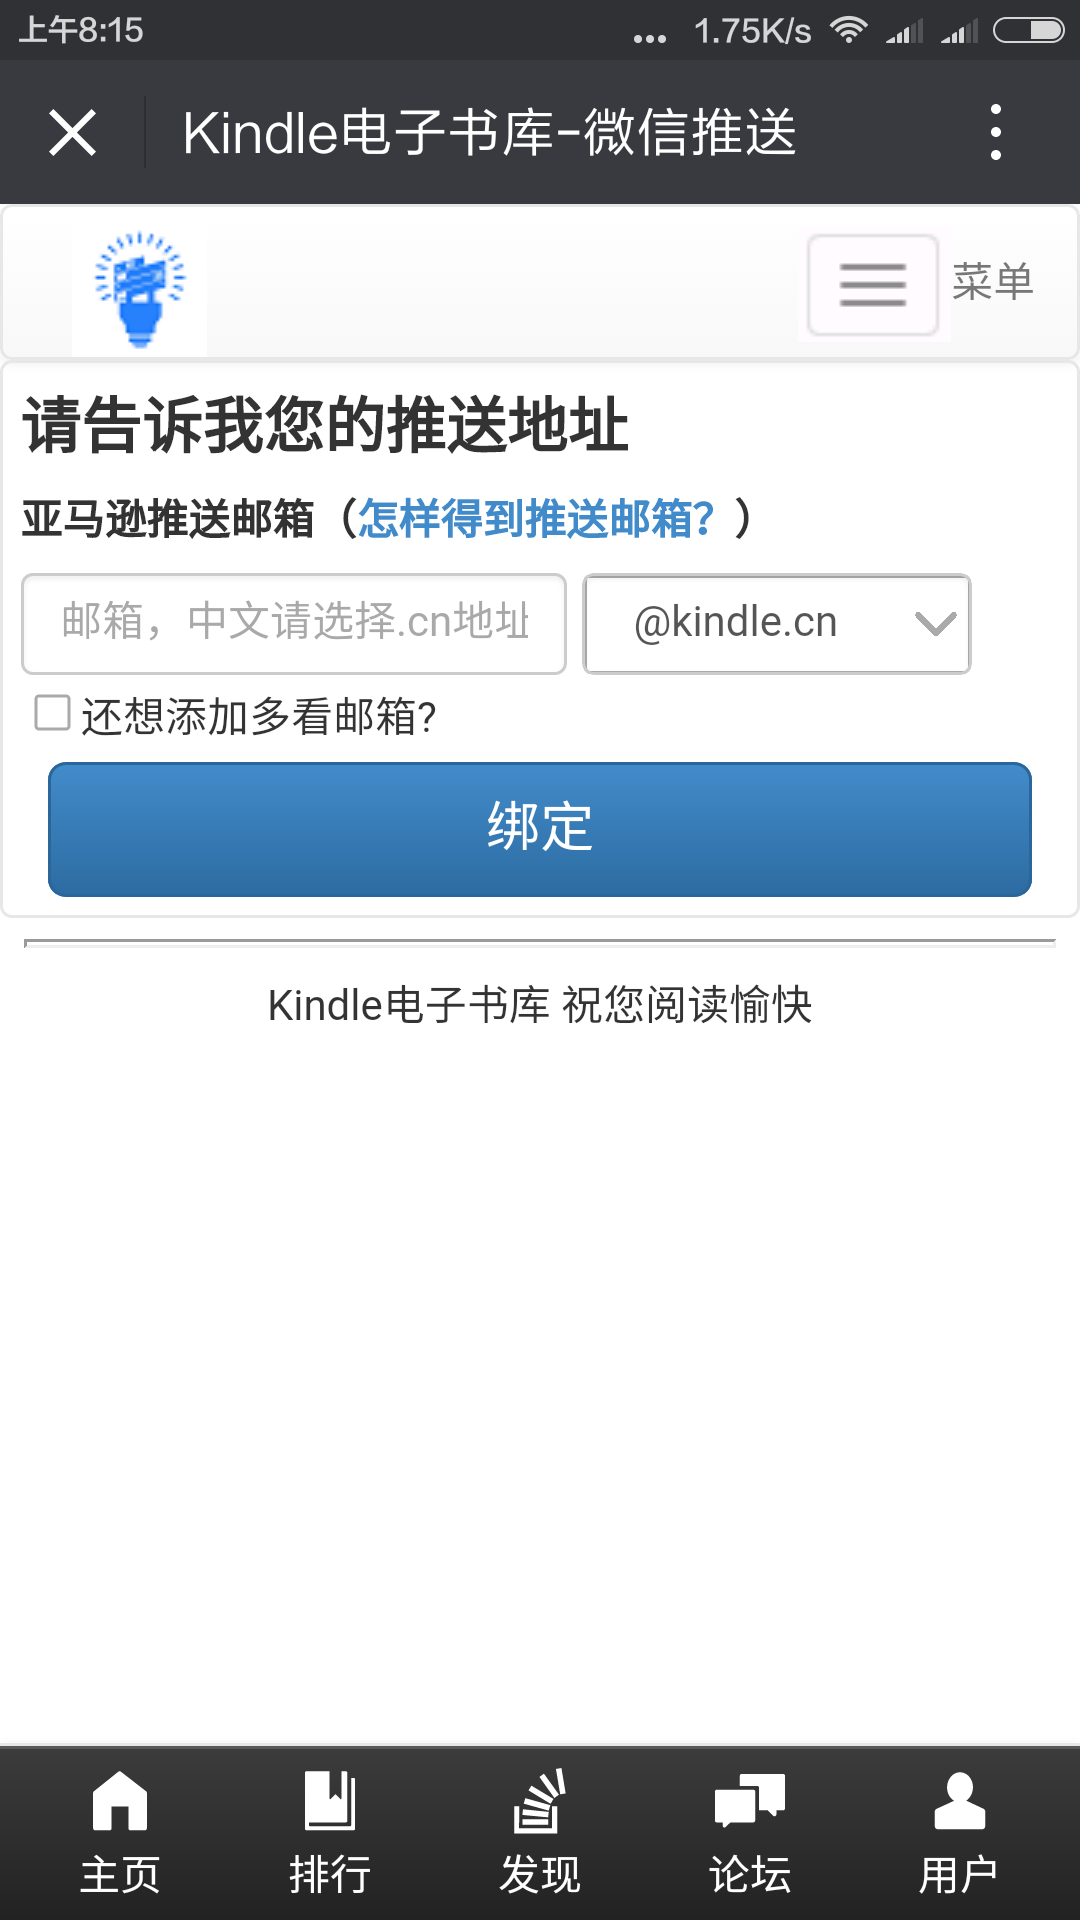 上午8:15
... 1.75K/s
Kindle电子书库-微信推送
菜单
请告诉我您的推送地址
亚马逊推送邮箱（怎样得到推送邮箱？）
邮箱，中文请选择.cn地址
@kindle.cn
还想添加多看邮箱?
绑定
Kindle电子书库 祝您阅读愉快
主页 排行 发现 论坛 用户